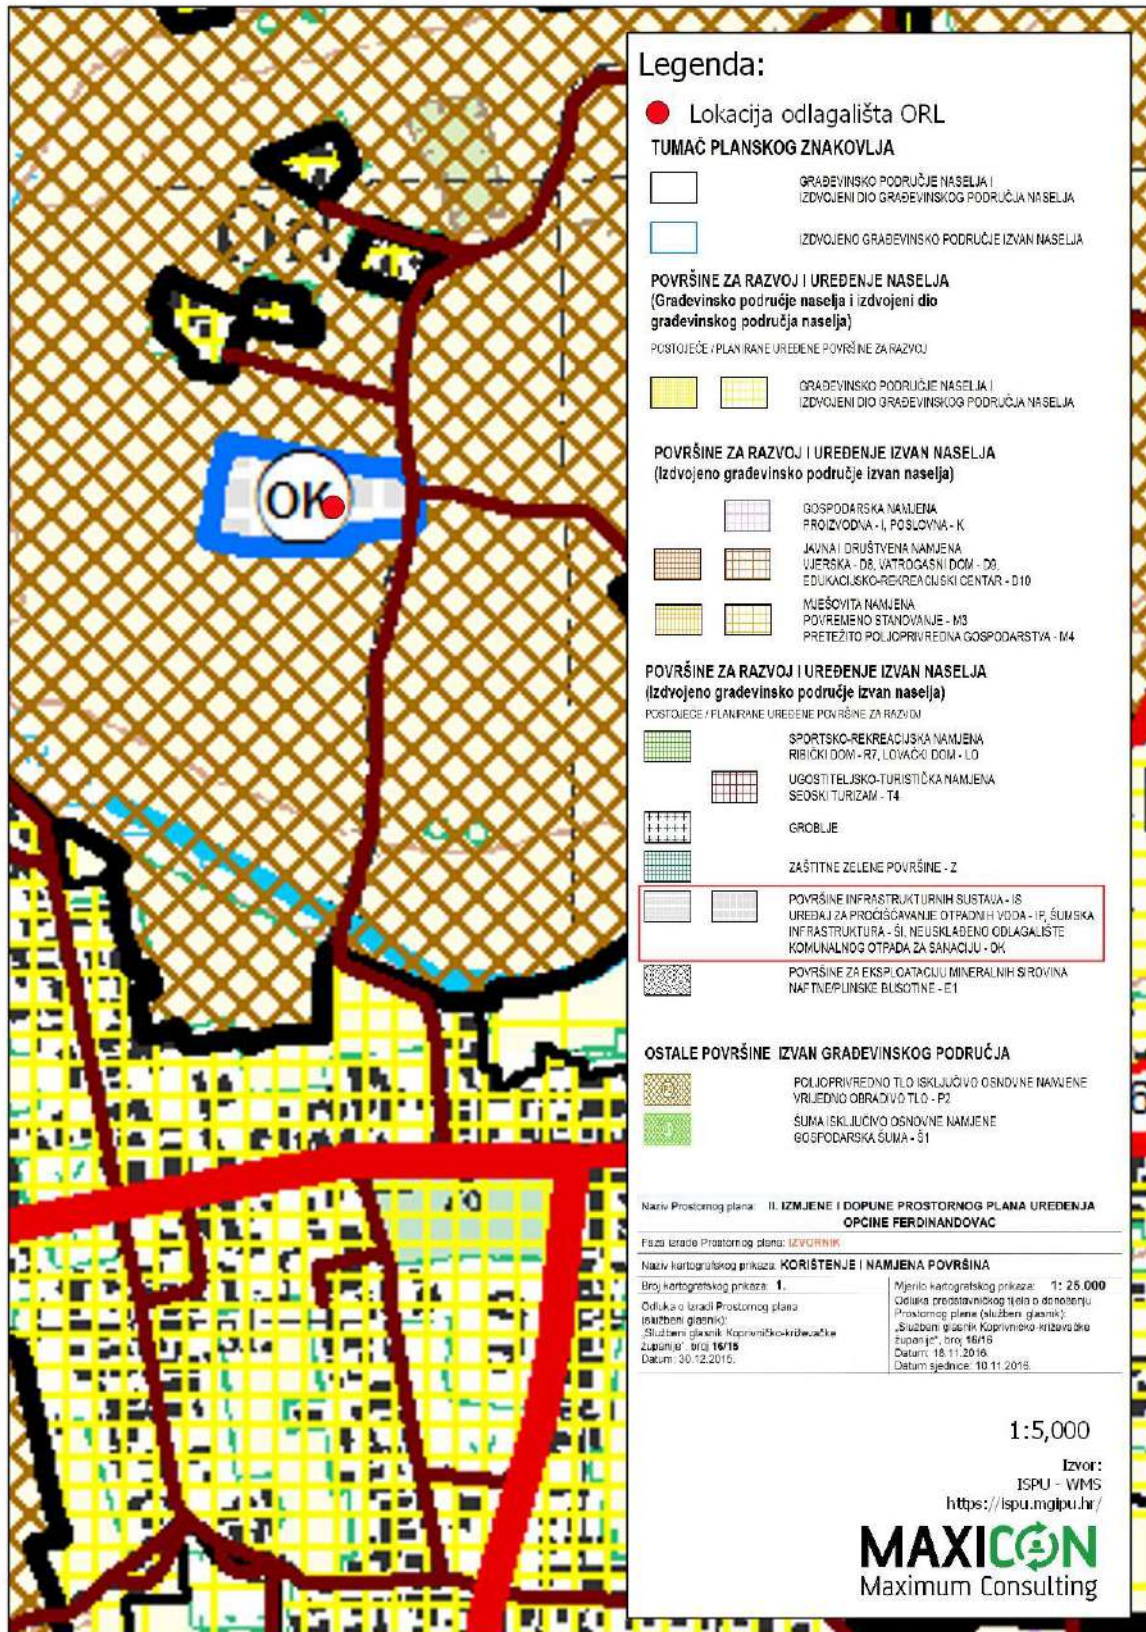 OK
Legenda:
Lokacija odlagališta ORL
TUMAČ PLANSKOG ZNAKOVLJA
GRAĐEVINSKO PODRUČJE NASELJA I
IZDVOJENI DIO GRAĐEVINSKOG PODRUČJA NASELJA
IZDVOJENO GRAĐEVINSKO PODRUČJE IZVAN NASELJA
POVRŠINE ZA RAZVOJ I UREĐENJE NASELJA
(Građevinsko područje naselja i izdvojeni dio
građevinskog područja naselja)
POSTOJEĆE / PLANIRANE UREĐENE POVRŠINE ZA RAZVOJ
GRAĐEVINSKO PODRUČJE NASELJA I
IZDVOJENI DIO GRAĐEVINSKOG PODRUČJA NASELJA
POVRŠINE ZA RAZVOJ I UREĐENJE IZVAN NASELJA
(Izdvojeno građevinsko područje izvan naselja)
GOSPODARSKA NAMJENA
PROIZVODNA - I, POSLOVNA - K
JAVNA I DRUŠTVENA NAMJENA
VJERSKA - D8, VATROGASNI DOM - D9,
EDUKACIJSKO-REKREACIJSKI CENTAR - D10
MJEŠOVITA NAMJENA
POVREMENO STANOVANJE - M3
PRETEŽITO POLJOPRIVREDNA GOSPODARSTVA - M4
POVRŠINE ZA RAZVOJ I UREĐENJE IZVAN NASELJA
(Izdvojeno građevinsko područje izvan naselja)
POSTOJEĆE / PLANIRANE UREĐENE POVRŠINE ZA RAZVOJ
SPORTSKO-REKREACIJSKA NAMJENA
RIBIČKI DOM - R7, LOVAČKI DOM - LD
UGOSTITELJSKO-TURISTIČKA NAMJENA
SEOSKI TURIZAM - T4
GROBLJE
ZAŠTITNE ZELENE POVRŠINE - Z
POVRŠINE INFRASTRUKTURNIH SUSTAVA - IS
UREĐAJ ZA PROČIŠĆAVANJE OTPADNIH VODA - IP, ŠUMSKA
INFRASTRUKTURA - ŠI, NEUSKLAĐENO ODLAGALIŠTE
KOMUNALNOG OTPADA ZA SANACIJU - OK
POVRŠINE ZA EKSPLOATACIJU MINERALNIH SIROVINA
NAFTNE/PLINSKE BUŠOTINE - E1
OSTALE POVRŠINE IZVAN GRAĐEVINSKOG PODRUČJA
POLJOPRIVREDNO TLO ISKLJUČIVO OSNOVNE NAMJENE
VRIJEDNO OBRADIVO TLO - P2
ŠUMA ISKLJUČIVO OSNOVNE NAMJENE
GOSPODARSKA ŠUMA - Š1
Naziv Prostornog plana: II. IZMJENE I DOPUNE PROSTORNOG PLANA UREĐENJA
OPĆINE FERDINANDOVAC
Faza izrade Prostornog plana: IZVORNIK
Naziv kartografskog prikaza: KORIŠTENJE I NAMJENA POVRŠINA
Broj kartografskog prikaza: 1.
Mjerilo kartografskog prikaza: 1: 25.000
Odluka o izradi Prostornog plana
(službeni glasnik):
„Službeni glasnik Koprivničko-križevačke
županije", broj 16/15
Datum: 30.12.2015.
Odluka predstavničkog tijela o donošenju
Prostornog plana (službeni glasnik):
„Službeni glasnik Koprivničko-križevačke
županije", broj 16/16
Datum: 18.11.2016.
Datum sjednice: 10.11.2016.
1:5,000
Izvor:
ISPU - WMS
https://ispu.mgipu.hr/
MAXICON
Maximum Consulting